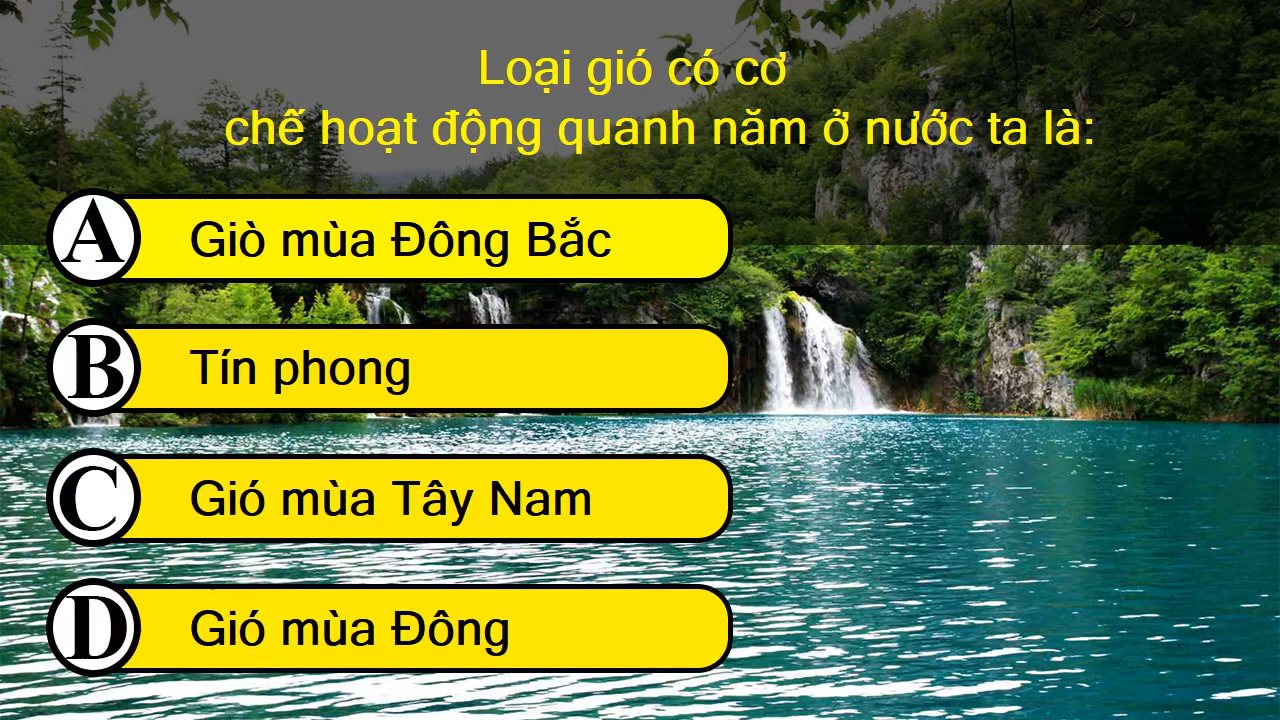 Loại gió có cơ
chế hoạt động quanh năm ở nước ta là:
A Giò mùa Đông Bắc
B Tín phong
C Gió mùa Tây Nam
D Gió mùa Đông